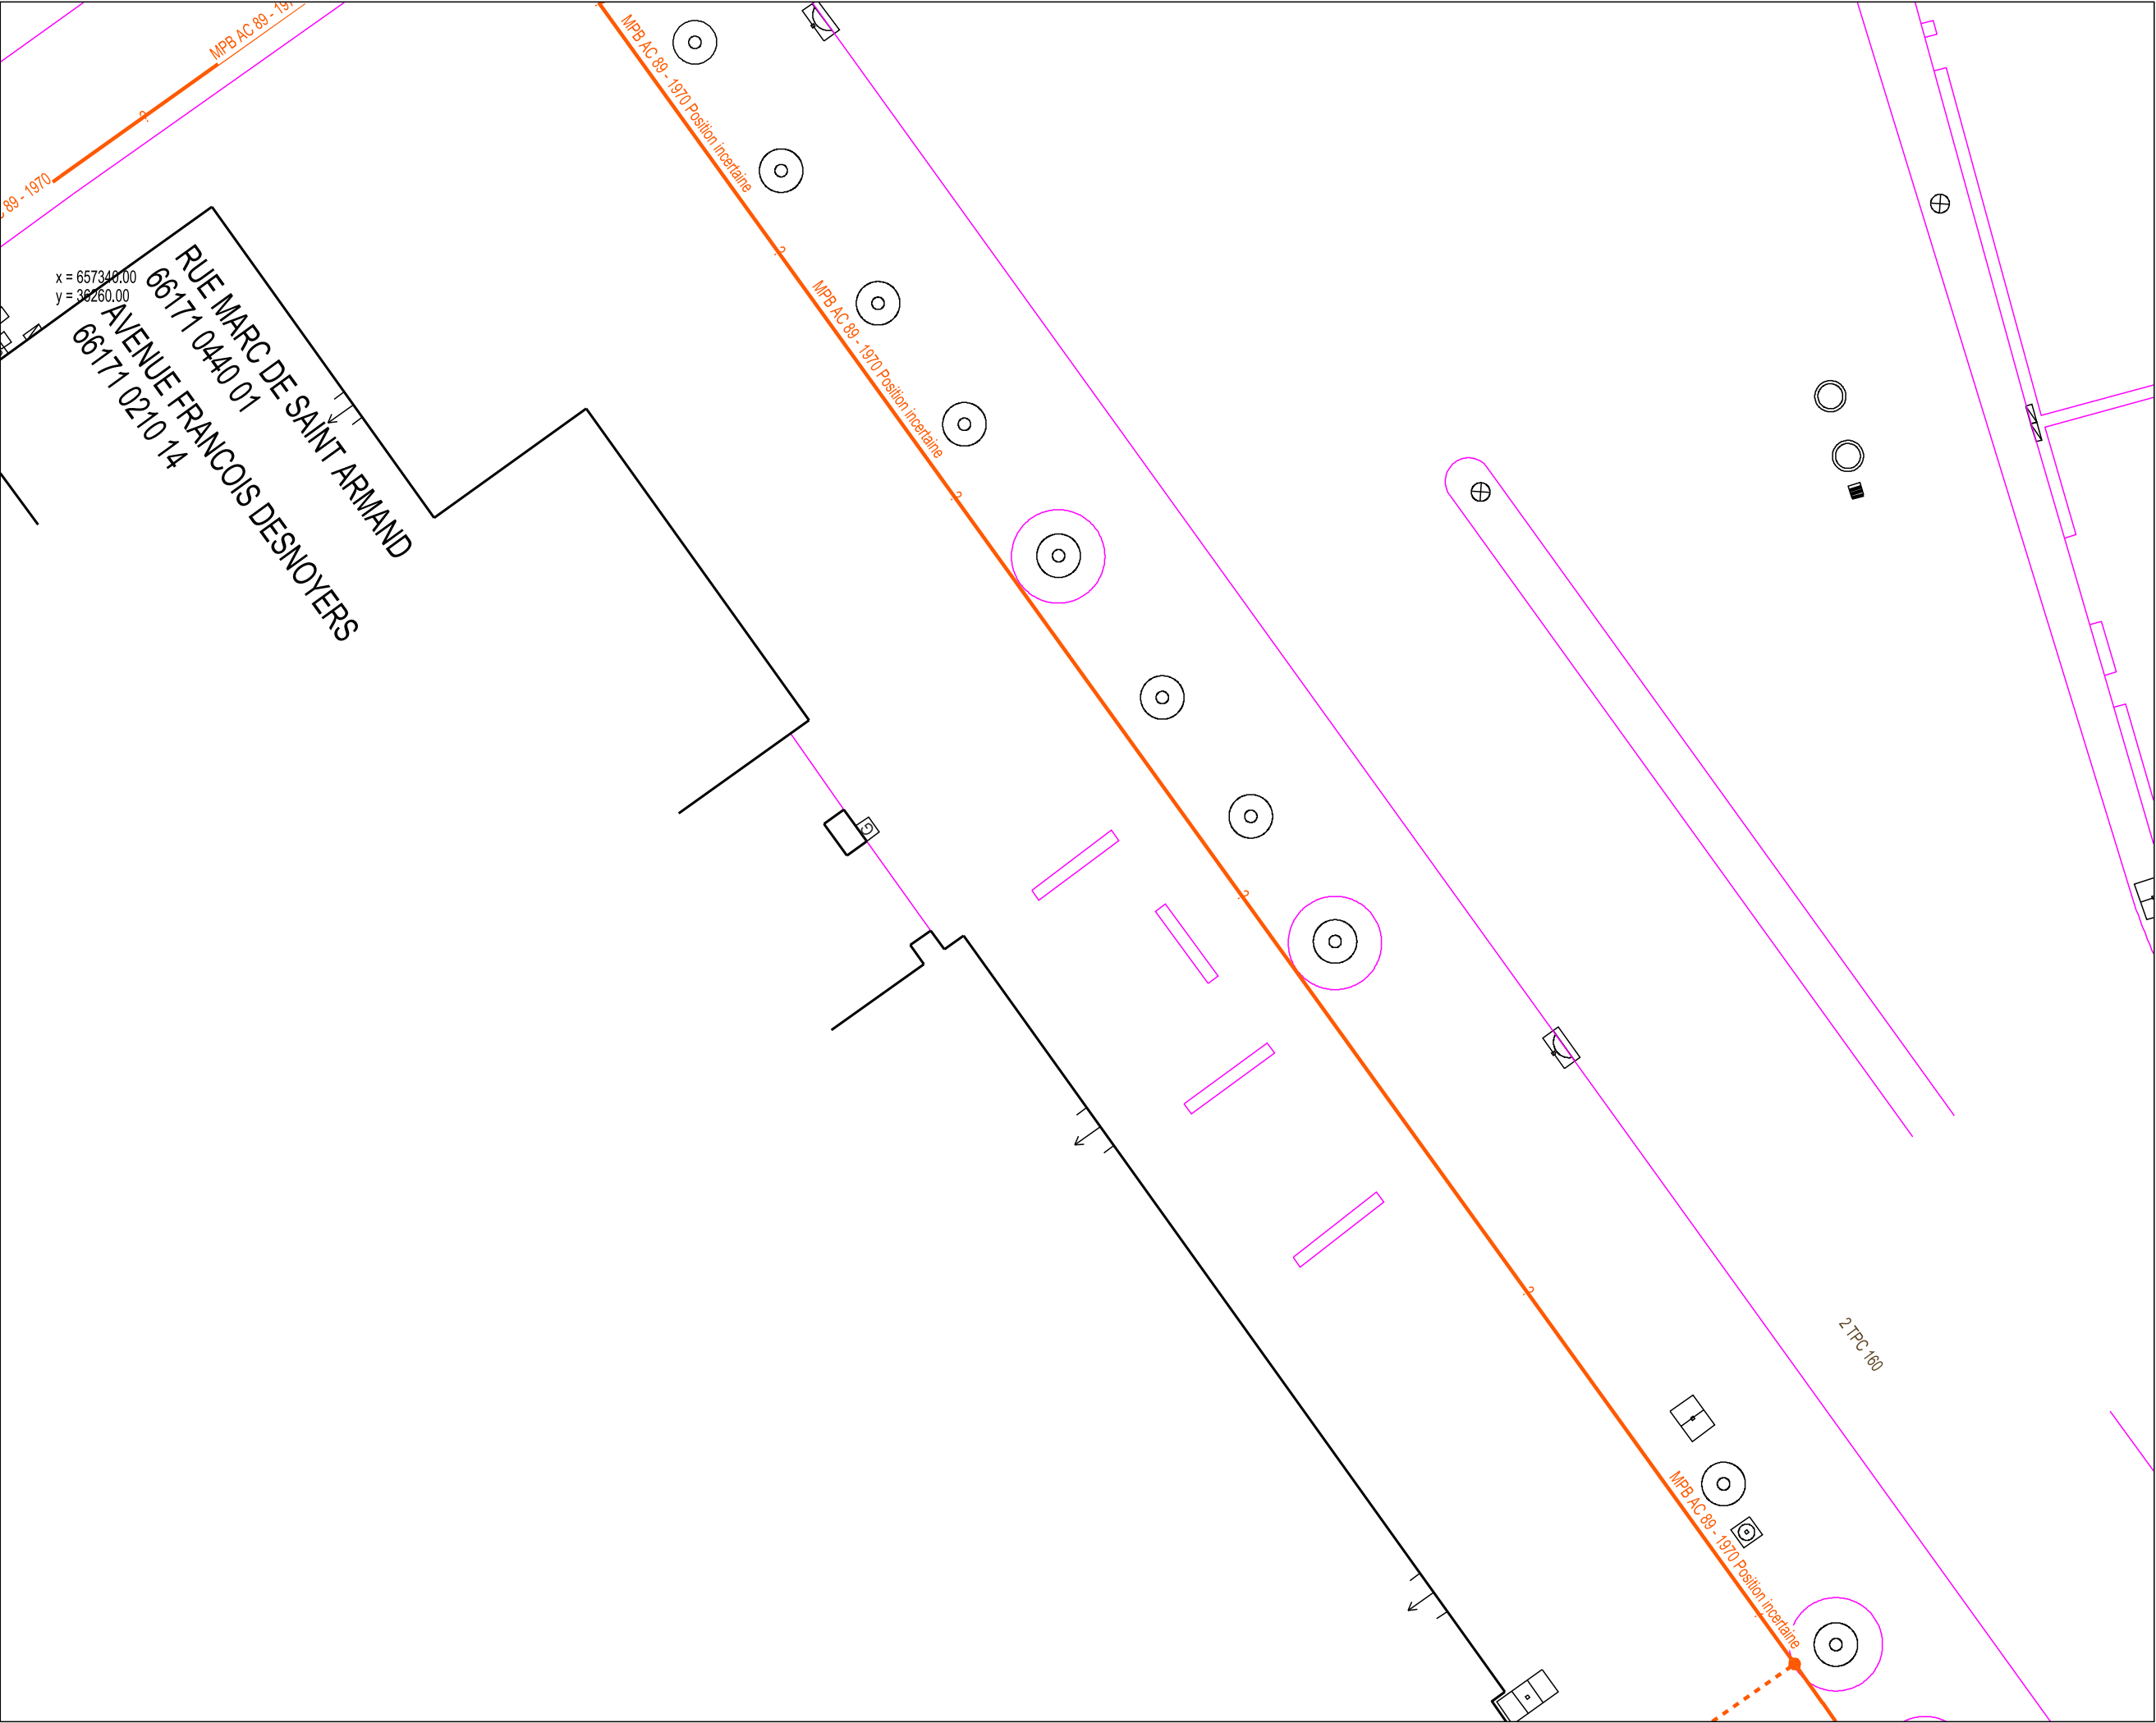 MPB AC 89 - 197
89 - 1970
?
MPB AC 89 - 1970 Position incertaine
?
MPB AC 89 - 1970 Position incertaine
?
x = 657340.00
y = 36260.00
RUE MARC DE SAINT ARMAND
66171 0440 01
AVENUE FRANCOIS DESNOYERS
66171 0210 14
G
?
?
2 TPC 160
MPB AC 89 - 1970 Position incertaine